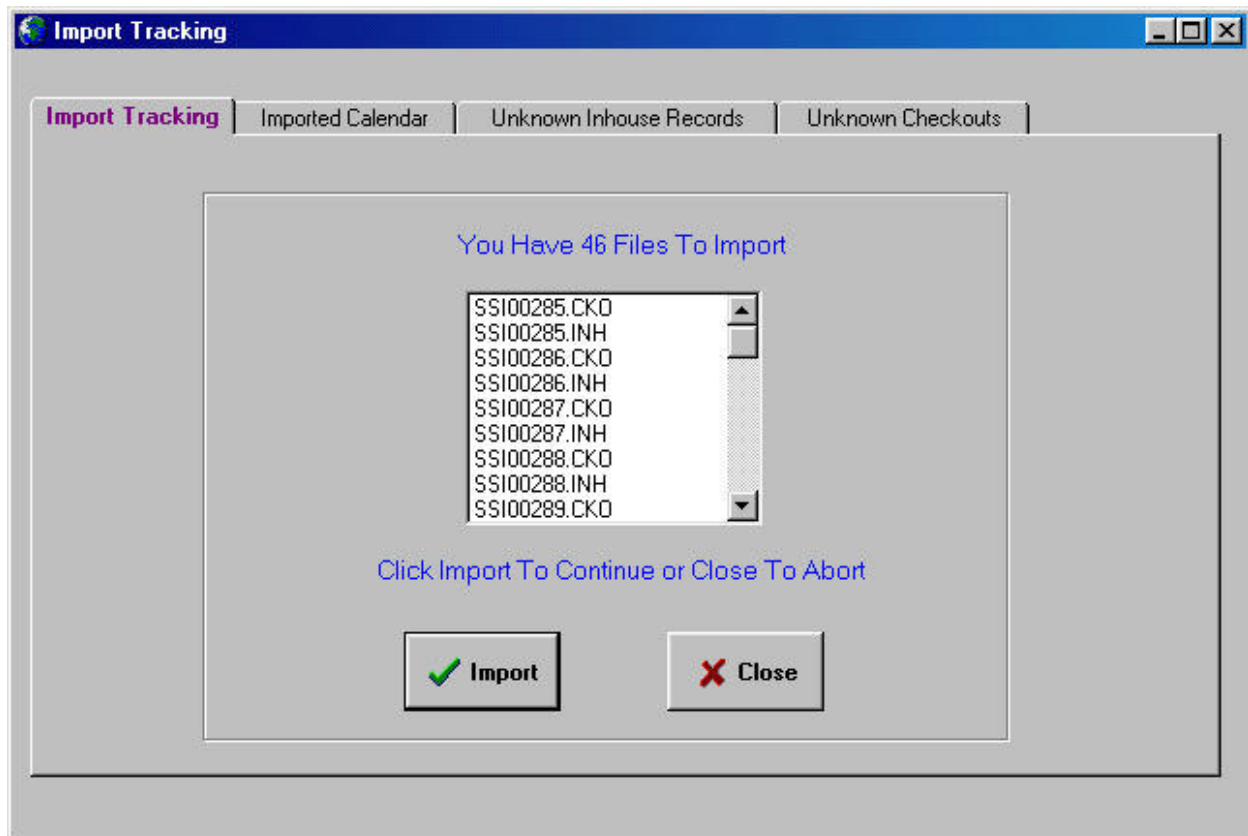 Import Tracking
Import Tracking Imported Calendar Unknown Inhouse Records Unknown Checkouts
You Have 46 Files To Import
SSI00285.CKO
SSI00285.INH
SSI00286.CKO
SSI00286.INH
SSI00287.CKO
SSI00287.INH
SSI00288.CKO
SSI00288.INH
SSI00289.CKO
Click Import To Continue or Close To Abort
Import Close